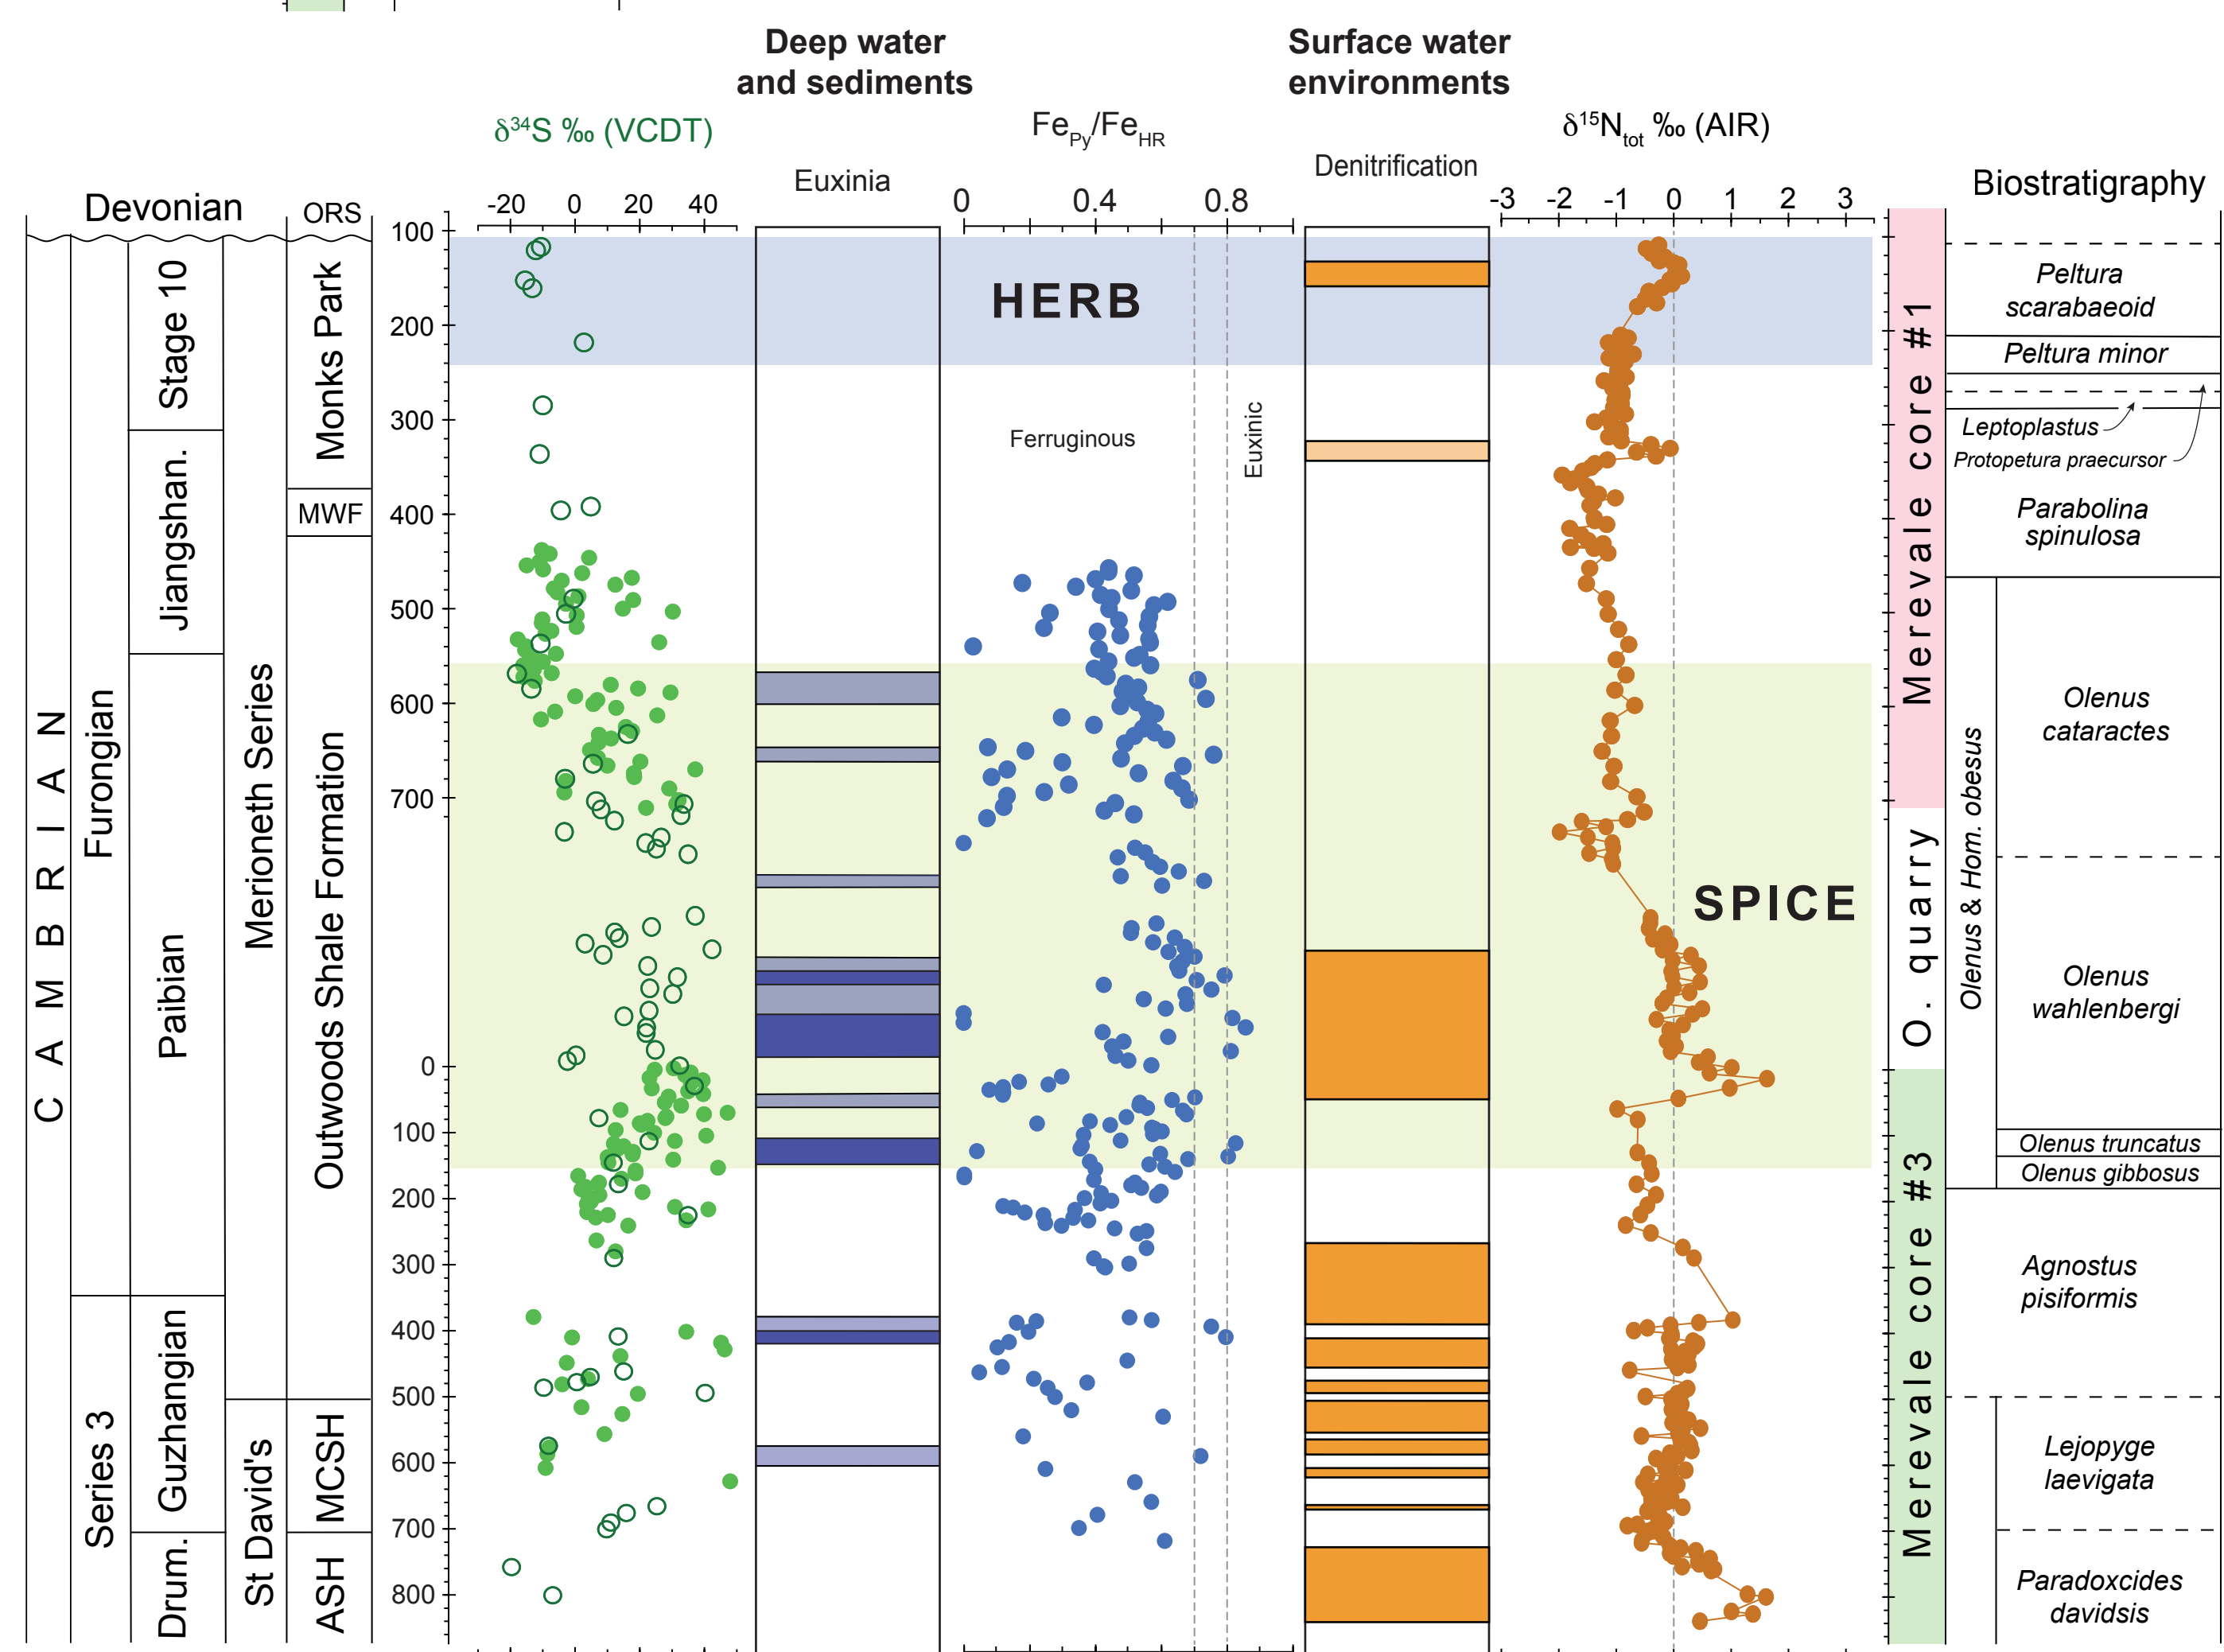 Deep water
and sediments
Surface water
environments
δ34S ‰ (VCDT)
Euxinia
FePy/FeHR
Denitrification
δ15Ntot ‰ (AIR)
Biostratigraphy
Devonian
ORS
-20 0 20 40
0 0.4 0.8
-3 -2 -1 0 1 2 3
100
200
300
400
500
600
700
0
100
200
300
400
500
600
700
800
CAMBRIAN
Furongian
Series 3
Stage 10
Jiangshan.
Paibian
Guzhangian
Drum.
Merioneth Series
St David's
Monks Park
MWF
Outwoods Shale Formation
MCSH
ASH
HERB
Ferruginous
Euxinic
SPICE
Merevale core #1
O. quarry
Merevale core #3
Peltura
scarabaeoid
Peltura minor
Leptoplastus
Protopetura praecursor
Parabolina
spinulosa
Olenus & Hom. obesus
Olenus
cataractes
Olenus
wahlenbergi
Olenus truncatus
Olenus gibbosus
Agnostus
pisiformis
Lejopyge
laevigata
Paradoxcides
davidsis